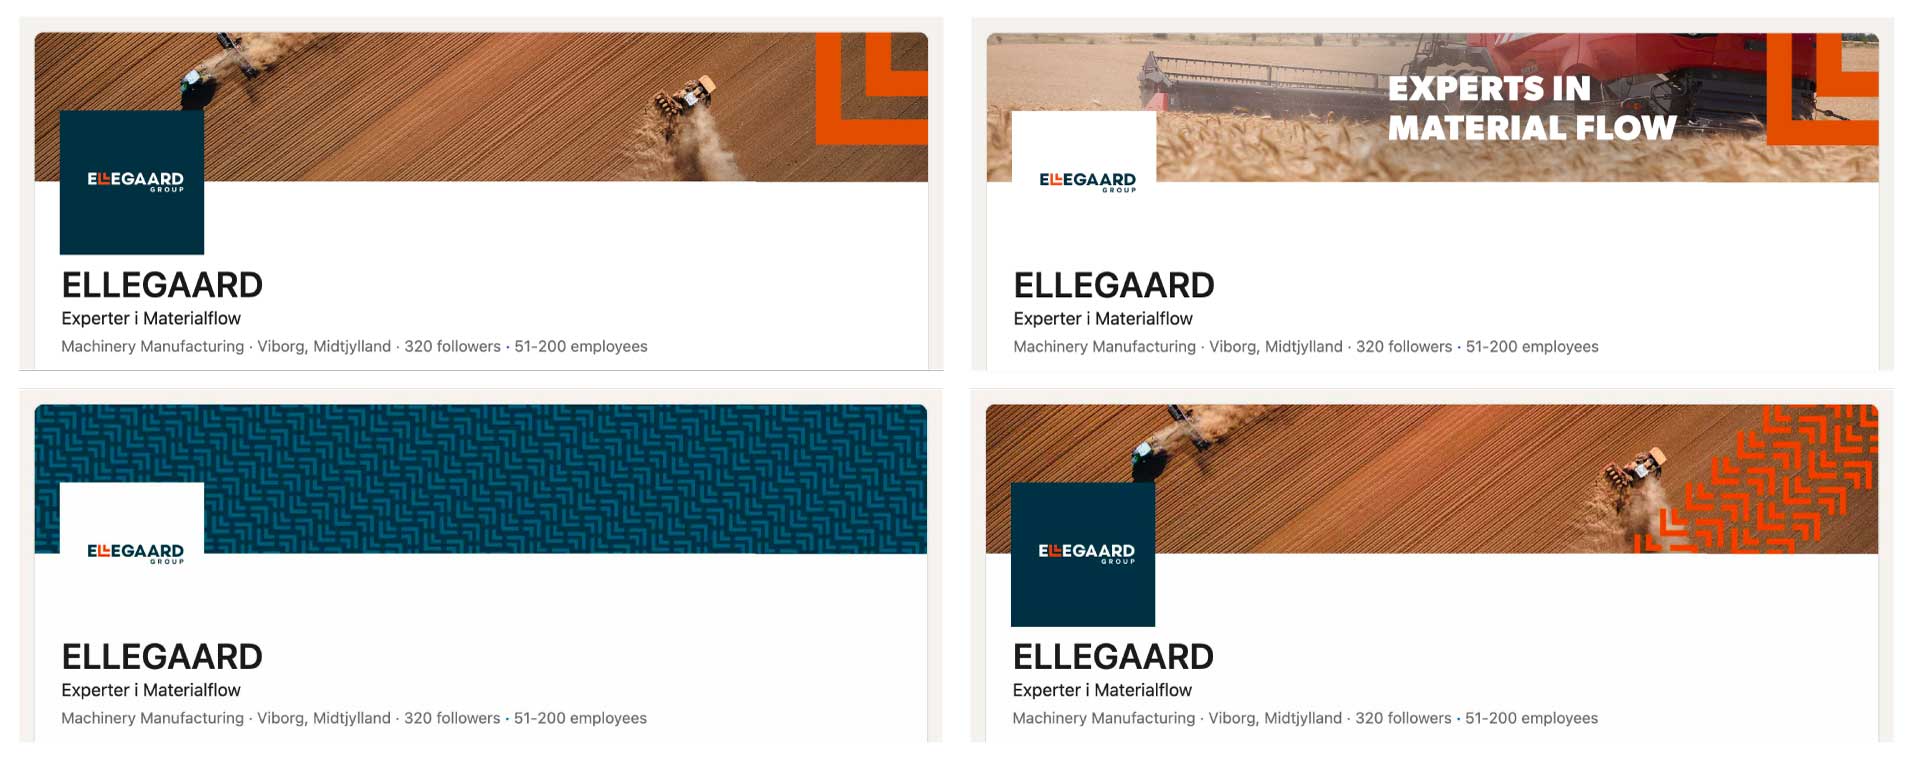 ELLEGAARD
GROUP
ELLEGAARD
Experter i Materialflow
Machinery Manufacturing · Viborg, Midtjylland · 320 followers · 51-200 employees
EXPERTS IN
MATERIAL FLOW
ELLEGAARD
GROUP
ELLEGAARD
Experter i Materialflow
Machinery Manufacturing · Viborg, Midtjylland · 320 followers · 51-200 employees
ELLEGAARD
GROUP
ELLEGAARD
Experter i Materialflow
Machinery Manufacturing · Viborg, Midtjylland · 320 followers · 51-200 employees
ELLEGAARD
GROUP
ELLEGAARD
Experter i Materialflow
Machinery Manufacturing · Viborg, Midtjylland · 320 followers · 51-200 employees